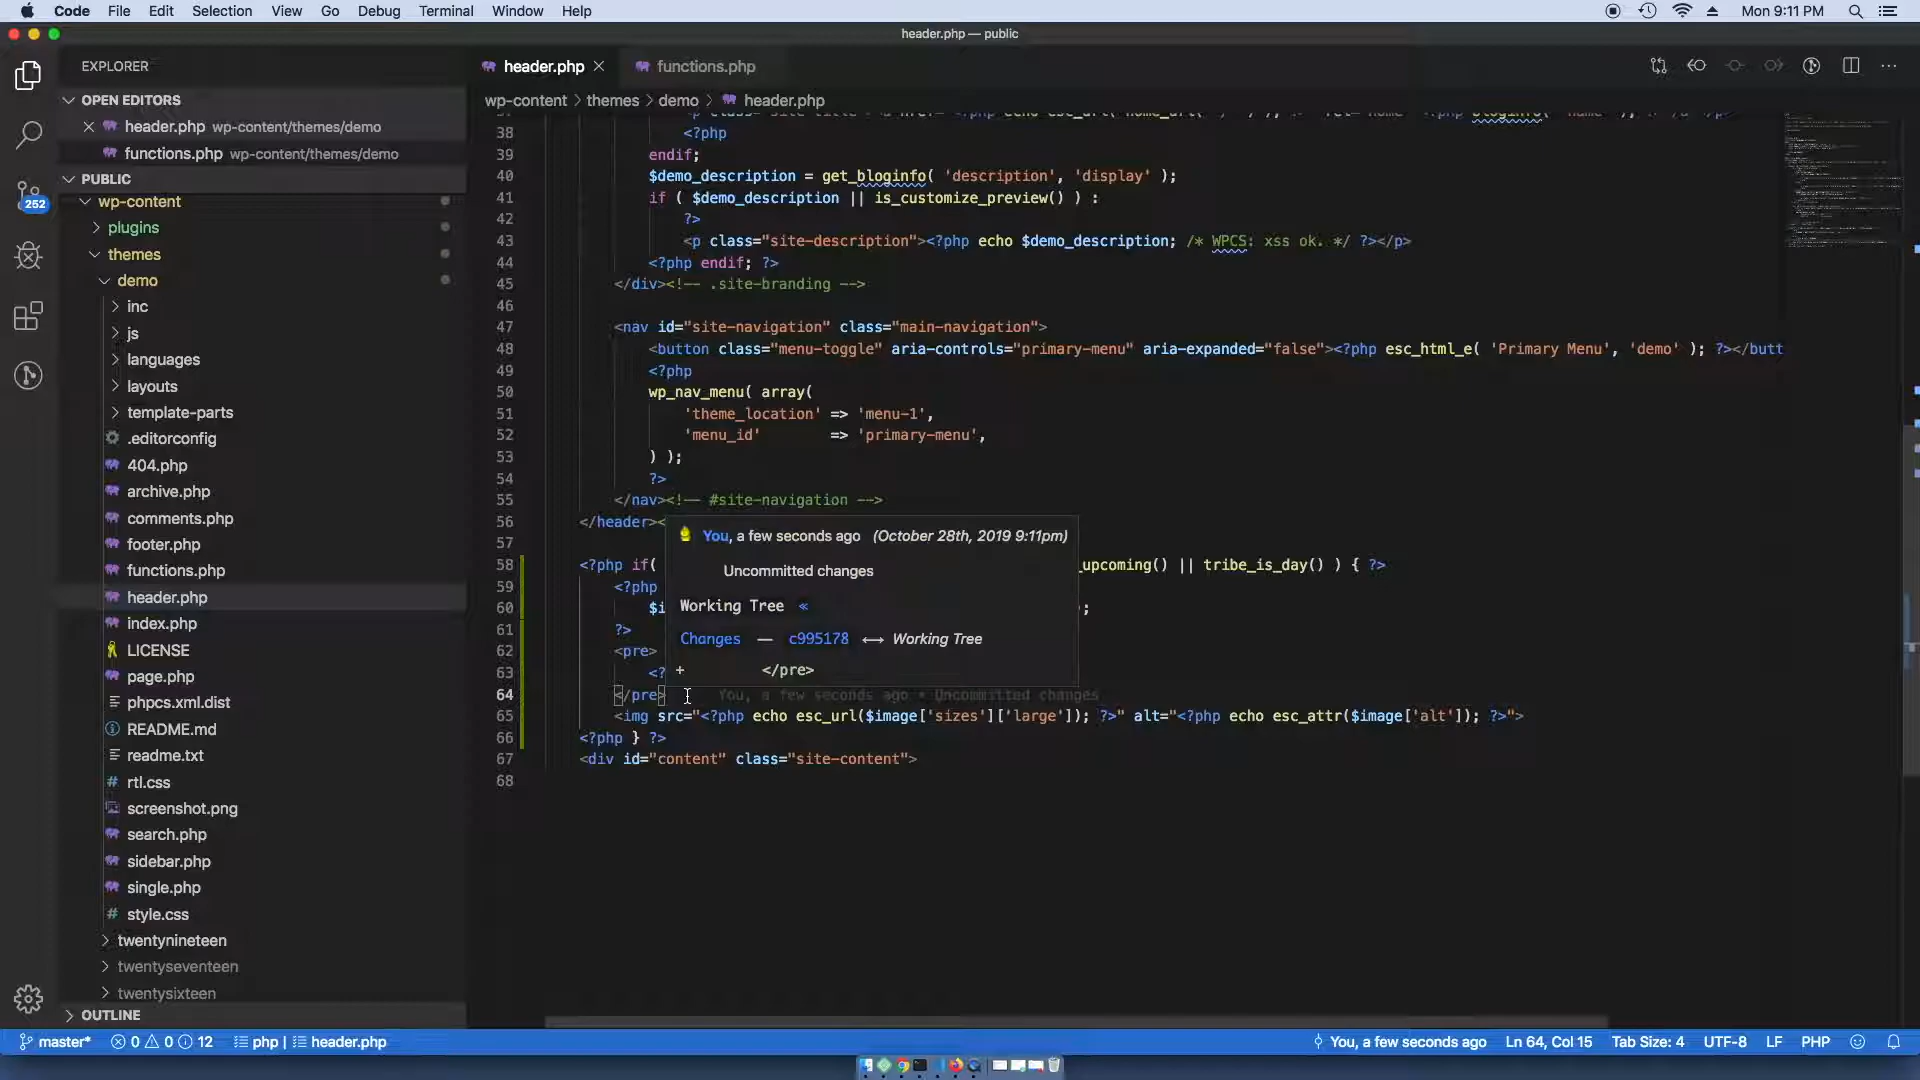 Code File Edit Selection View Go Debug Terminal Window Help
Mon 9:11 PM
header.php — public
EXPLORER
OPEN EDITORS
header.php wp-content/themes/demo
functions.php wp-content/themes/demo
PUBLIC
wp-content
plugins
themes
demo
inc
js
languages
layouts
template-parts
.editorconfig
404.php
archive.php
comments.php
footer.php
functions.php
header.php
index.php
LICENSE
page.php
phpcs.xml.dist
README.md
readme.txt
rtl.css
screenshot.png
search.php
sidebar.php
single.php
style.css
twentynineteen
twentyseventeen
twentysixteen
OUTLINE
252
header.php
functions.php
wp-content > themes > demo > header.php
38 <?php
39 endif;
40 $demo_description = get_bloginfo( 'description', 'display' );
41 if ( $demo_description || is_customize_preview() ) :
42 ?>
43 <p class="site-description"><?php echo $demo_description; /* WPCS: xss ok. */ ?></p>
44 <?php endif; ?>
45 </div><!-- .site-branding -->
46
47 <nav id="site-navigation" class="main-navigation">
48 <button class="menu-toggle" aria-controls="primary-menu" aria-expanded="false"><?php esc_html_e( 'Primary Menu', 'demo' ); ?></butt
49 <?php
50 wp_nav_menu( array(
51 'theme_location' => 'menu-1',
52 'menu_id' => 'primary-menu',
53 ) );
54 ?>
55 </nav><!-- #site-navigation -->
56 </header><
57
58 <?php if( _upcoming() || tribe_is_day() ) { ?>
59 <?php
60 $i ;
61 ?>
62 <pre>
63 <?
64 </pre> You, a few seconds ago • Uncommitted changes
65 <img src="<?php echo esc_url($image['sizes']['large']); ?>" alt="<?php echo esc_attr($image['alt']); ?>">
66 <?php } ?>
67 <div id="content" class="site-content">
68
You, a few seconds ago (October 28th, 2019 9:11pm)
Uncommitted changes
Working Tree «
Changes — c995178 ⟷ Working Tree
+ </pre>
master* 0 0 12 php | header.php
You, a few seconds ago Ln 64, Col 15 Tab Size: 4 UTF-8 LF PHP